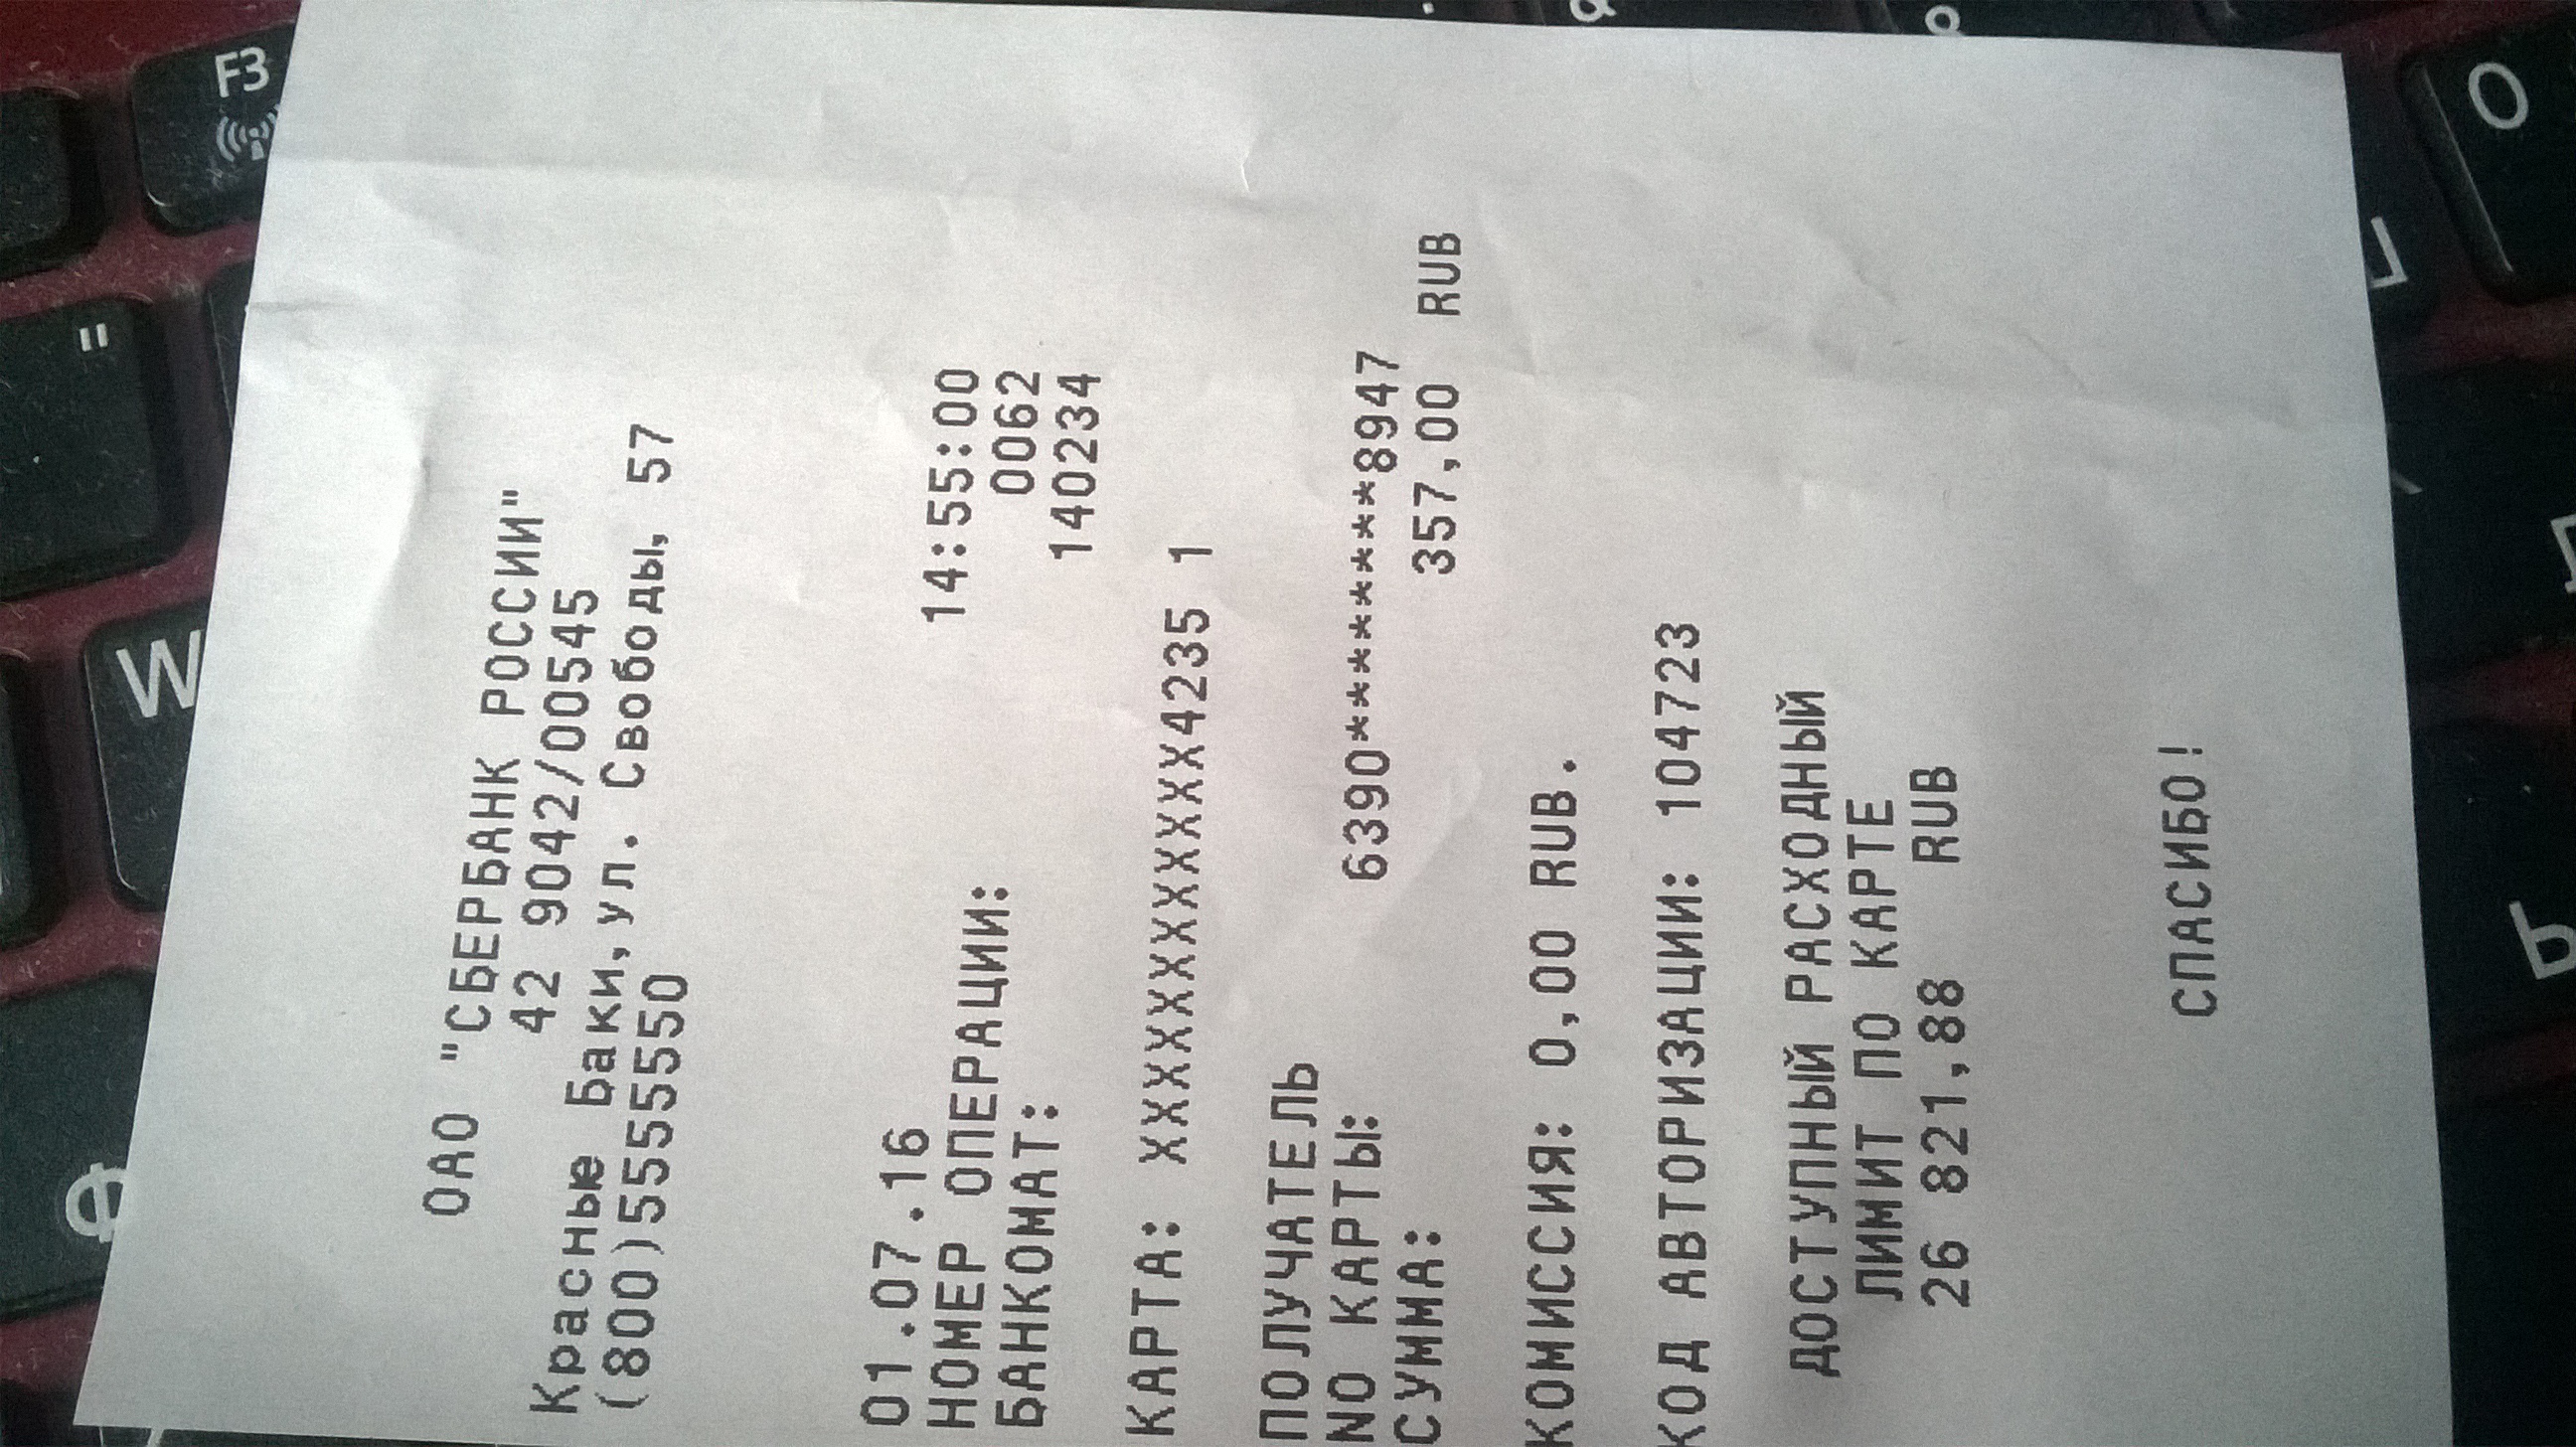 ОАО "СБЕРБАНК РОССИИ"
42 9042/00545
Красные Баки,ул. Свободы, 57
(800)5555550
01.07.16 14:55:00
НОМЕР ОПЕРАЦИИ: 0062
БАНКОМАТ: 140234
КАРТА: XXXXXXXXXXXXXX4235 1
ПОЛУЧАТЕЛЬ
NO КАРТЫ: 6390**********8947
СУММА: 357,00 RUB
КОМИССИЯ: 0,00 RUB.
КОД АВТОРИЗАЦИИ: 104723
ДОСТУПНЫЙ РАСХОДНЫЙ
ЛИМИТ ПО КАРТЕ
26 821,88 RUB
СПАСИБО!
F3
"
W
Ф
О
Ь